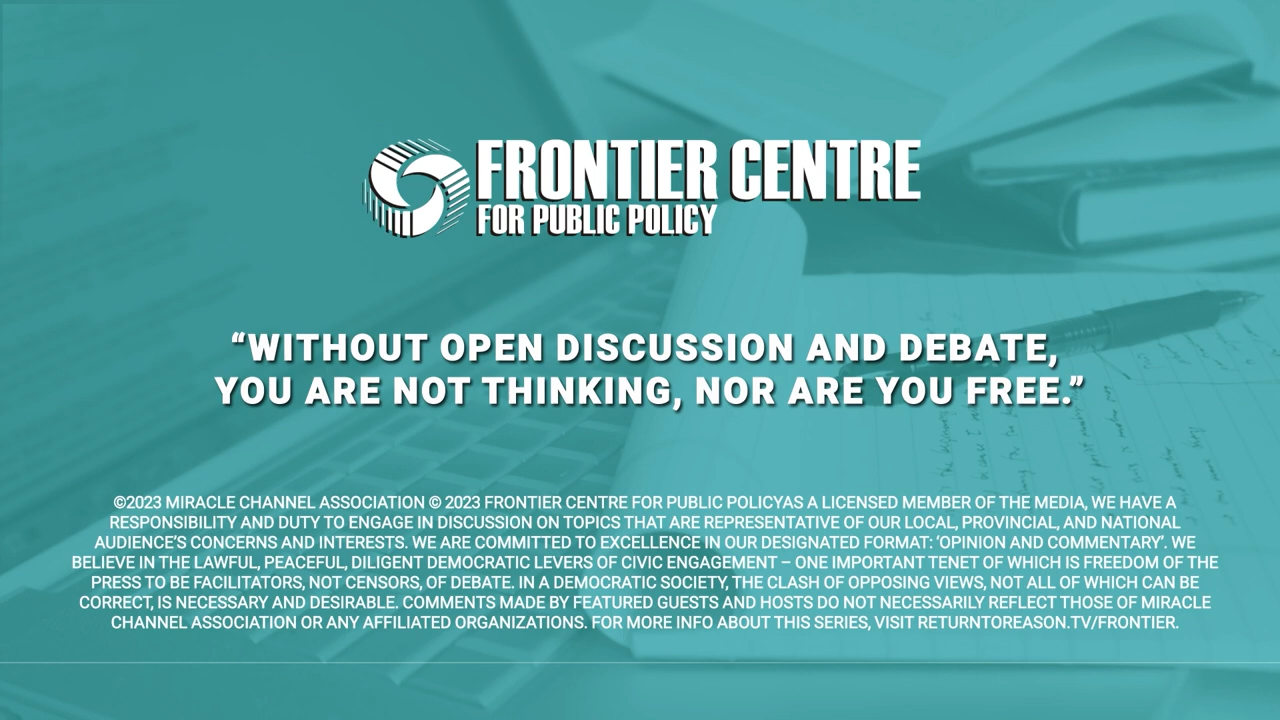 FRONTIER CENTRE
FOR PUBLIC POLICY
“WITHOUT OPEN DISCUSSION AND DEBATE,
YOU ARE NOT THINKING, NOR ARE YOU FREE.”
©2023 MIRACLE CHANNEL ASSOCIATION © 2023 FRONTIER CENTRE FOR PUBLIC POLICYAS A LICENSED MEMBER OF THE MEDIA, WE HAVE A
RESPONSIBILITY AND DUTY TO ENGAGE IN DISCUSSION ON TOPICS THAT ARE REPRESENTATIVE OF OUR LOCAL, PROVINCIAL, AND NATIONAL
AUDIENCE’S CONCERNS AND INTERESTS. WE ARE COMMITTED TO EXCELLENCE IN OUR DESIGNATED FORMAT: ‘OPINION AND COMMENTARY’. WE
BELIEVE IN THE LAWFUL, PEACEFUL, DILIGENT DEMOCRATIC LEVERS OF CIVIC ENGAGEMENT – ONE IMPORTANT TENET OF WHICH IS FREEDOM OF THE
PRESS TO BE FACILITATORS, NOT CENSORS, OF DEBATE. IN A DEMOCRATIC SOCIETY, THE CLASH OF OPPOSING VIEWS, NOT ALL OF WHICH CAN BE
CORRECT, IS NECESSARY AND DESIRABLE. COMMENTS MADE BY FEATURED GUESTS AND HOSTS DO NOT NECESSARILY REFLECT THOSE OF MIRACLE
CHANNEL ASSOCIATION OR ANY AFFILIATED ORGANIZATIONS. FOR MORE INFO ABOUT THIS SERIES, VISIT RETURNTOREASON.TV/FRONTIER.